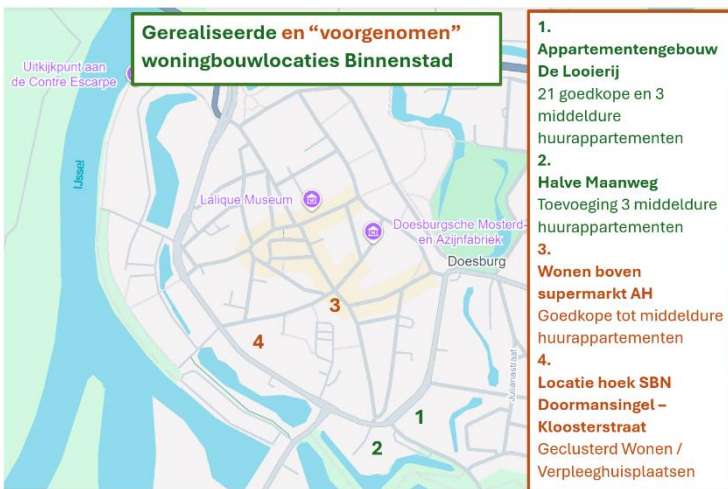 Gerealiseerde en “voorgenomen”
woningbouwlocaties Binnenstad
Uitkijkpunt aan
de Contre Escarpe
IJssel
Lalique Museum
Doesburgsche Mosterd-
en Azijnfabriek
Doesburg
Julianastraat
3
4
1
2
1.
Appartementengebouw
De Looierij
21 goedkope en 3
middeldure
huurappartementen
2.
Halve Maanweg
Toevoeging 3 middeldure
huurappartementen
3.
Wonen boven
supermarkt AH
Goedkope tot middeldure
huurappartementen
4.
Locatie hoek SBN
Doormansingel –
Kloosterstraat
Geclusterd Wonen /
Verpleeghuisplaatsen